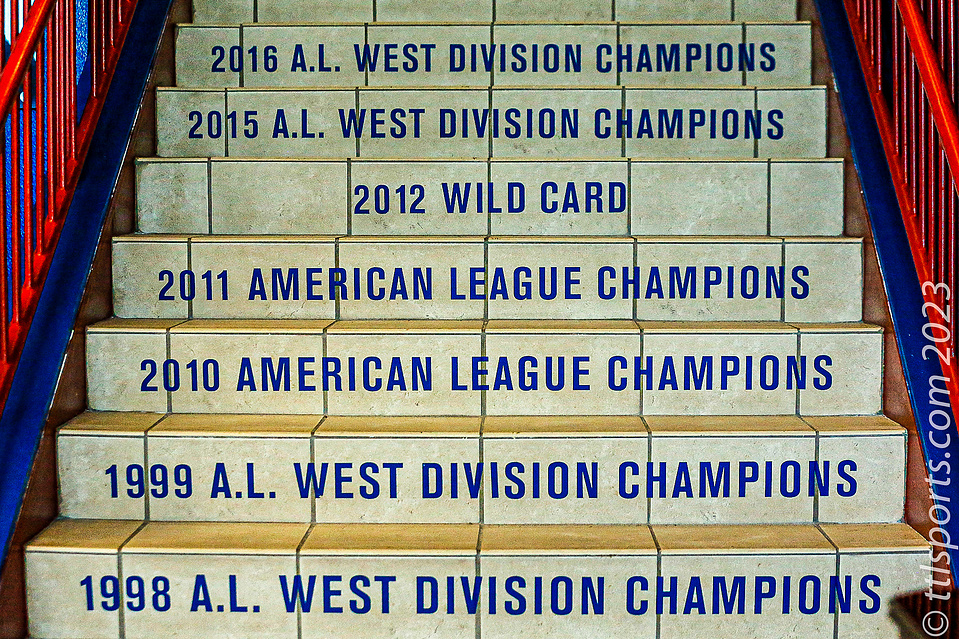 2016 A.L. WEST DIVISION CHAMPIONS
2015 A.L. WEST DIVISION CHAMPIONS
2012 WILD CARD
2011 AMERICAN LEAGUE CHAMPIONS
2010 AMERICAN LEAGUE CHAMPIONS
1999 A.L. WEST DIVISION CHAMPIONS
1998 A.L. WEST DIVISION CHAMPIONS
© ttlsports.com 2023